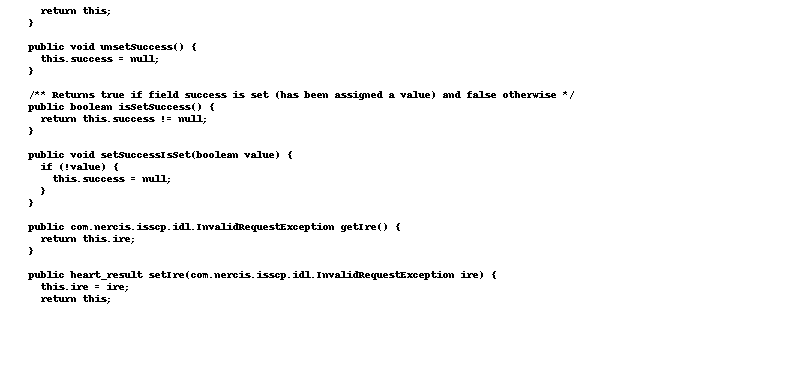 return this;
  }

  public void unsetSuccess() {
    this.success = null;
  }

  /** Returns true if field success is set (has been assigned a value) and false otherwise */
  public boolean isSetSuccess() {
    return this.success != null;
  }

  public void setSuccessIsSet(boolean value) {
    if (!value) {
      this.success = null;
    }
  }

  public com.nercis.isscp.idl.InvalidRequestException getIre() {
    return this.ire;
  }

  public heart_result setIre(com.nercis.isscp.idl.InvalidRequestException ire) {
    this.ire = ire;
    return this;